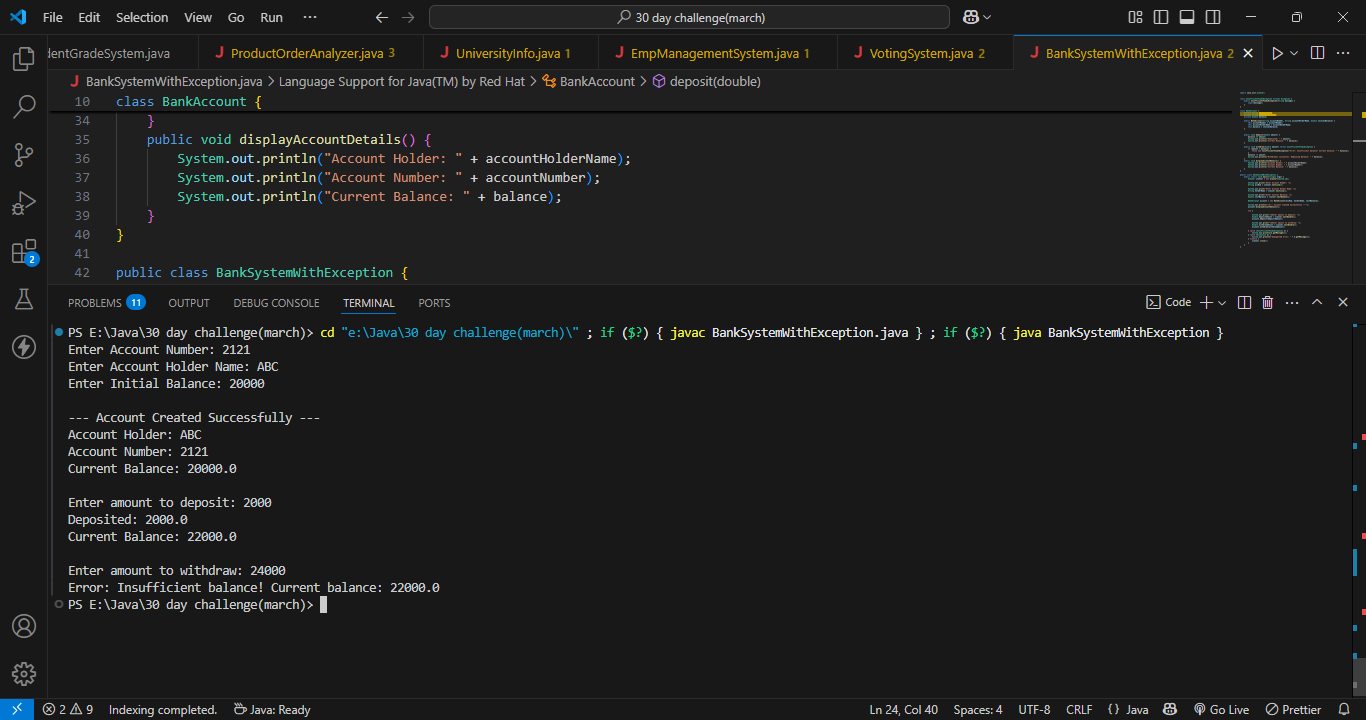 File Edit Selection View Go Run ··· 30 day challenge(march)
dentGradeSystem.java ProductOrderAnalyzer.java 3 UniversityInfo.java 1 EmpManagementSystem.java 1 VotingSystem.java 2 BankSystemWithException.java 2
BankSystemWithException.java > Language Support for Java(TM) by Red Hat > BankAccount > deposit(double)
10 class BankAccount {
34 }
35 public void displayAccountDetails() {
36 System.out.println("Account Holder: " + accountHolderName);
37 System.out.println("Account Number: " + accountNumber);
38 System.out.println("Current Balance: " + balance);
39 }
40 }
41
42 public class BankSystemWithException {
PROBLEMS 11 OUTPUT DEBUG CONSOLE TERMINAL PORTS Code
PS E:\Java\30 day challenge(march)> cd "e:\Java\30 day challenge(march)\" ; if ($?) { javac BankSystemWithException.java } ; if ($?) { java BankSystemWithException }
Enter Account Number: 2121
Enter Account Holder Name: ABC
Enter Initial Balance: 20000
--- Account Created Successfully ---
Account Holder: ABC
Account Number: 2121
Current Balance: 20000.0
Enter amount to deposit: 2000
Deposited: 2000.0
Current Balance: 22000.0
Enter amount to withdraw: 24000
Error: Insufficient balance! Current balance: 22000.0
PS E:\Java\30 day challenge(march)>
2
2 9 Indexing completed. Java: Ready Ln 24, Col 40 Spaces: 4 UTF-8 CRLF {} Java Go Live Prettier